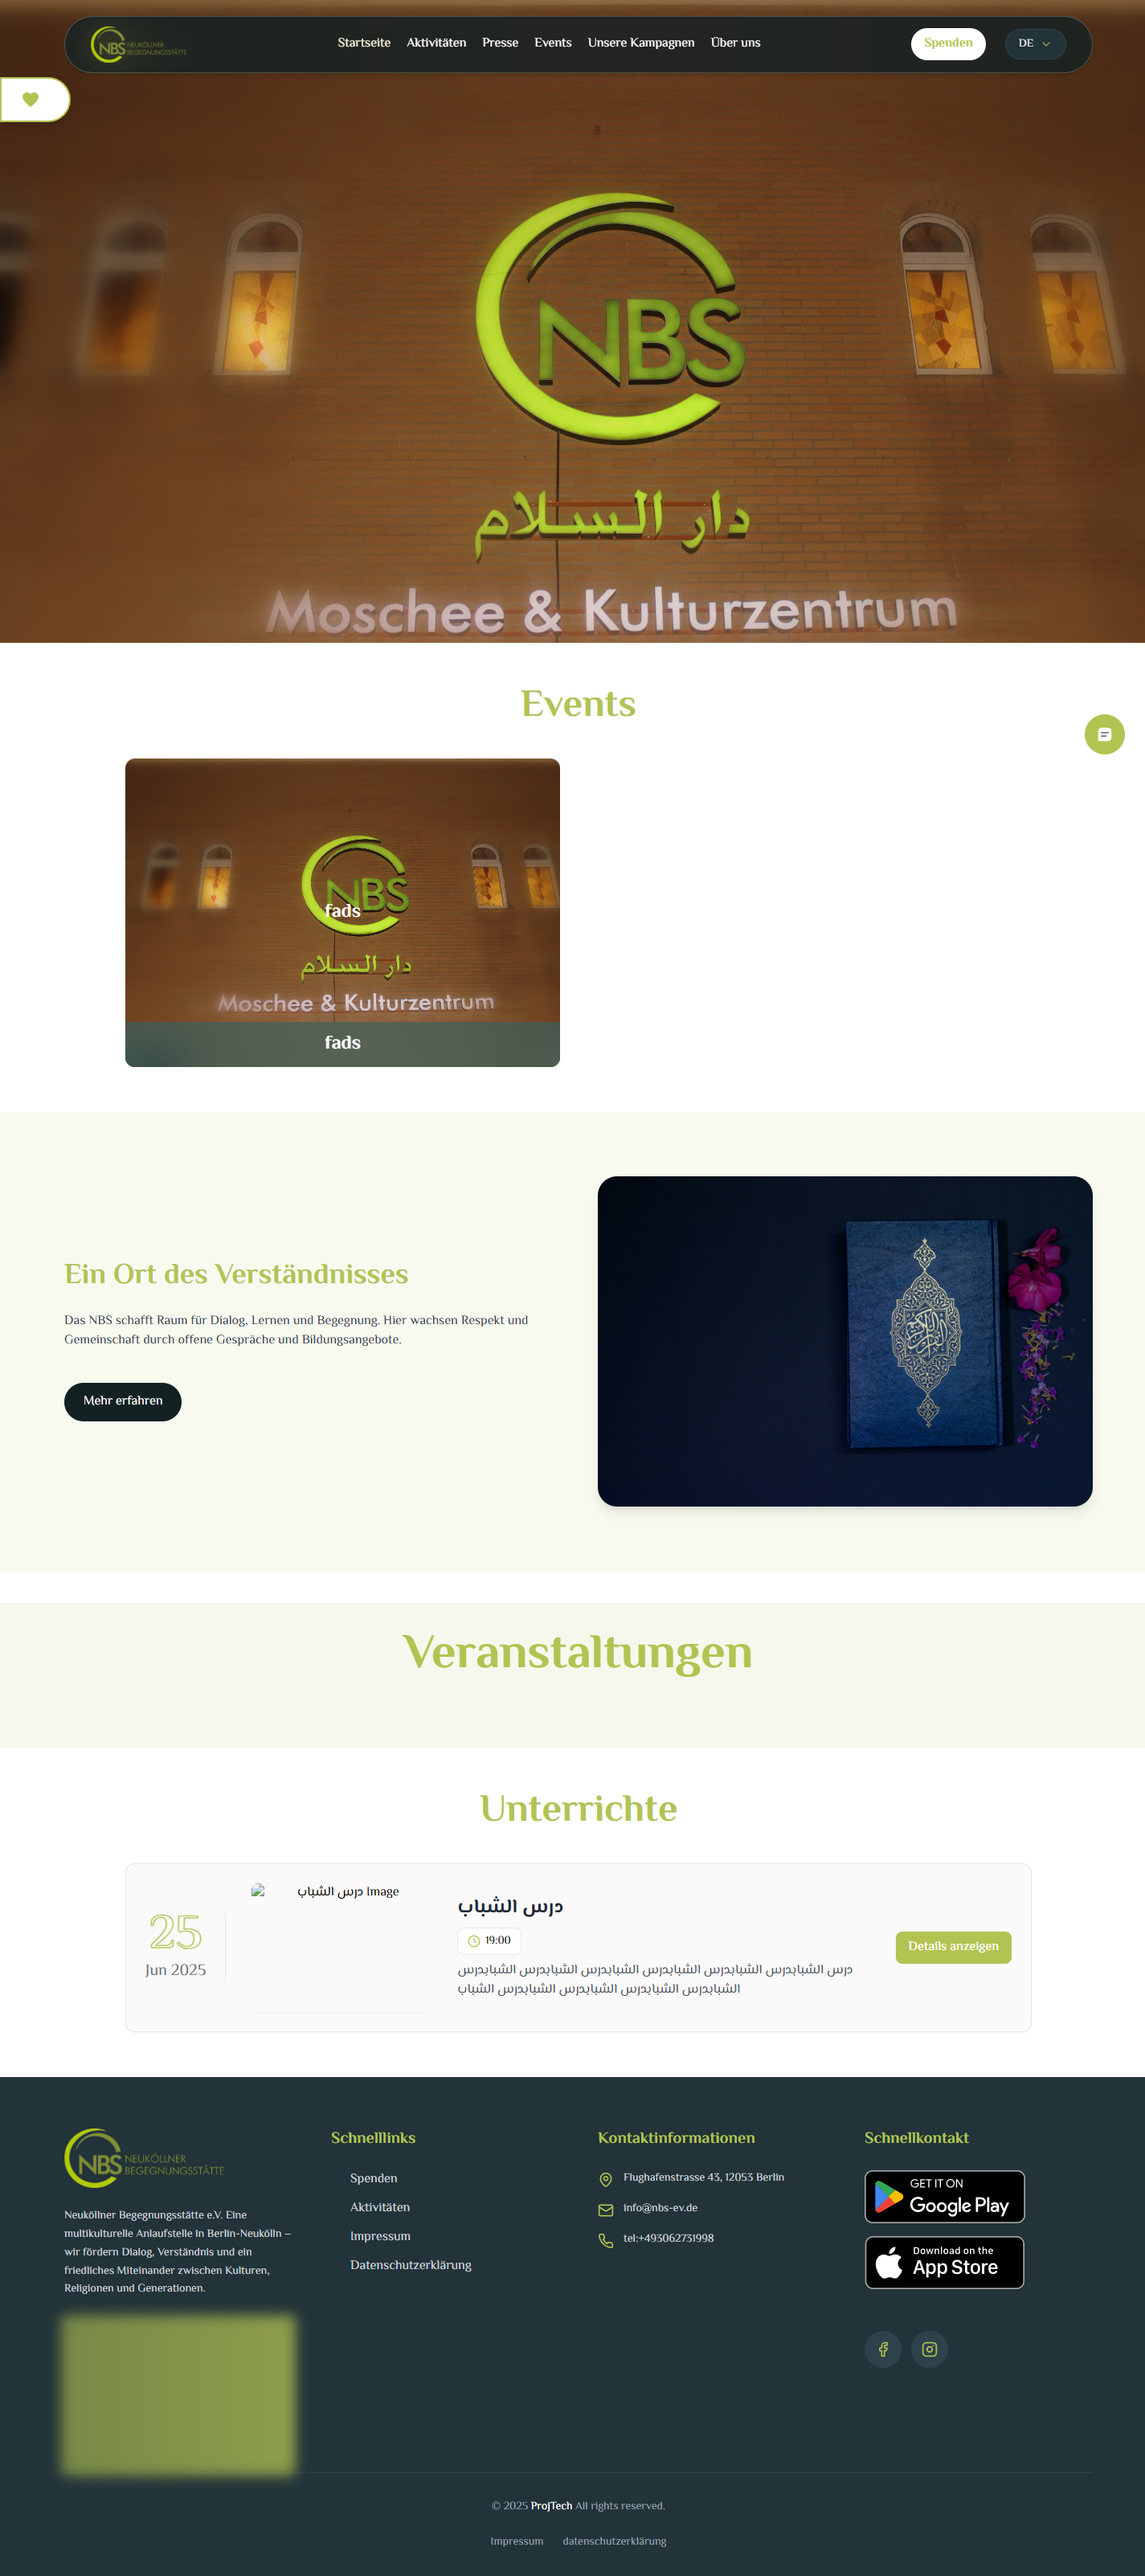 NBS NEUKÖLLNER
BEGEGNUNGSSTÄTTE
Startseite Aktivitäten Presse Events Unsere Kampagnen Über uns
Spenden
DE
NBS
دار السلام
Moschee & Kulturzentrum
Events
NBS
fads
دار السلام
Moschee & Kulturzentrum
fads
Ein Ort des Verständnisses
Das NBS schafft Raum für Dialog, Lernen und Begegnung. Hier wachsen Respekt und
Gemeinschaft durch offene Gespräche und Bildungsangebote.
Mehr erfahren
Veranstaltungen
Unterrichte
25
Jun 2025
درس الشباب Image
درس الشباب
19:00
درس الشبابدرس الشبابدرس الشبابدرس الشبابدرس الشبابدرس الشبابدرس
الشبابدرس الشبابدرس الشبابدرس الشبابدرس الشباب
Details anzeigen
NBS NEUKÖLLNER
BEGEGNUNGSSTÄTTE
Neuköllner Begegnungsstätte e.V. Eine
multikulturelle Anlaufstelle in Berlin-Neukölln –
wir fördern Dialog, Verständnis und ein
friedliches Miteinander zwischen Kulturen,
Religionen und Generationen.
Schnelllinks
Spenden
Aktivitäten
Impressum
Datenschutzerklärung
Kontaktinformationen
Flughafenstrasse 43, 12053 Berlin
info@nbs-ev.de
tel:+493062731998
Schnellkontakt
GET IT ON
Google Play
Download on the
App Store
© 2025 ProJTech All rights reserved.
Impressum datenschutzerklärung